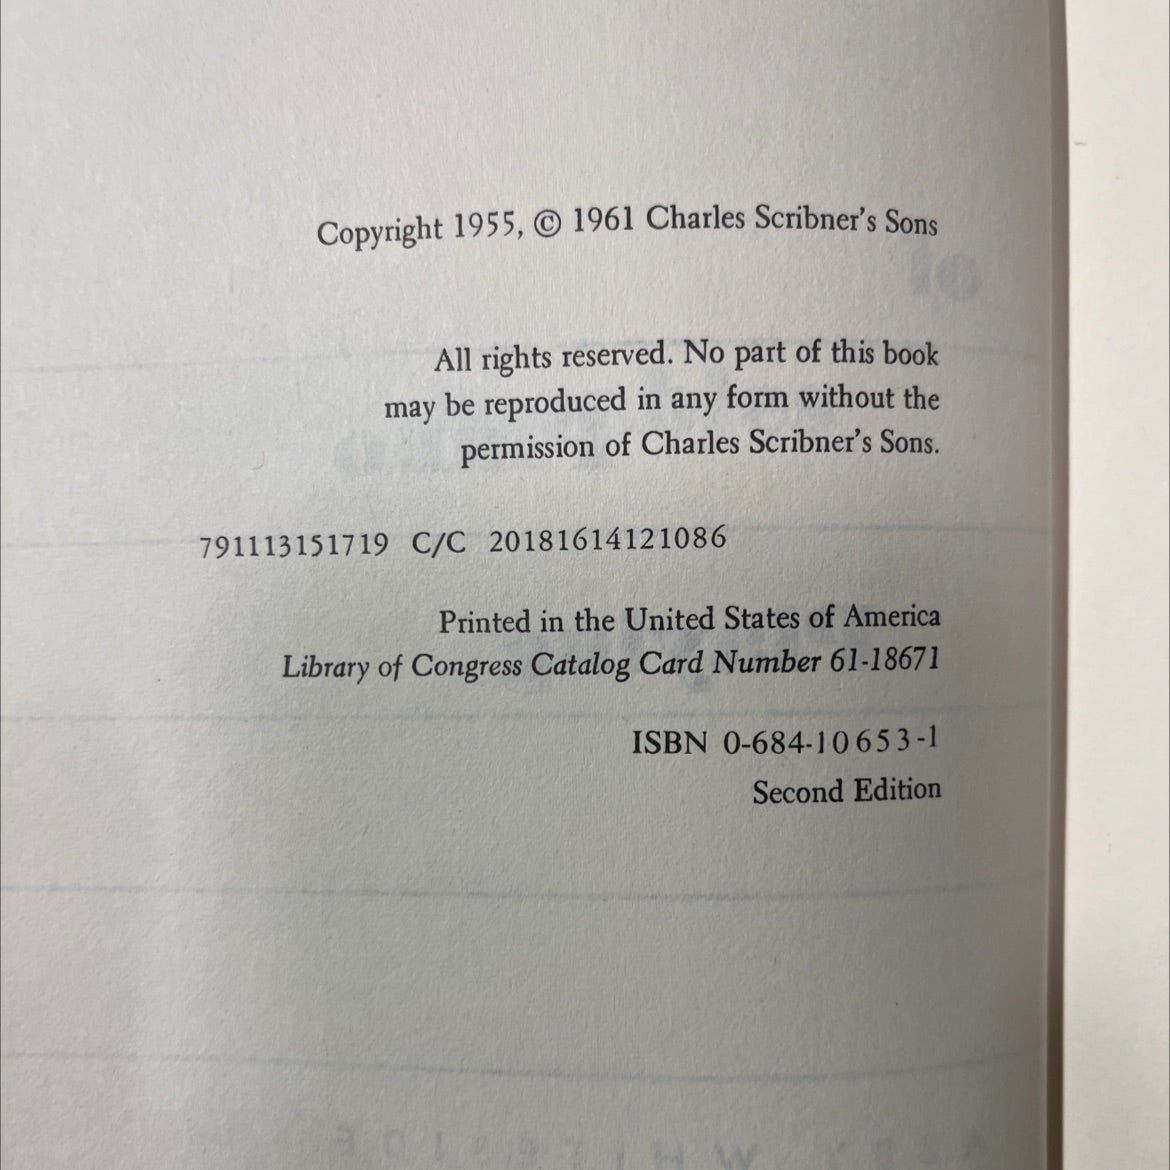 Copyright 1955, © 1961 Charles Scribner's Sons
All rights reserved. No part of this book
may be reproduced in any form without the
permission of Charles Scribner's Sons.
791113151719 C/C 20181614121086
Printed in the United States of America
Library of Congress Catalog Card Number 61-18671
ISBN 0-684-10653-1
Second Edition